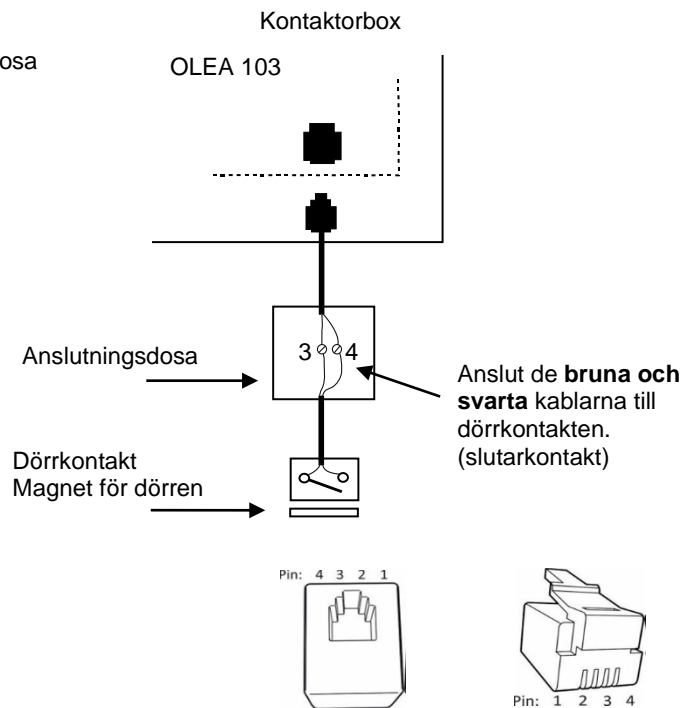 Kontaktorbox
osa
OLEA 103
3 4
Anslutningsdosa
Anslut de bruna och
svarta kablarna till
dörrkontakten.
(slutarkontakt)
Dörrkontakt
Magnet för dörren
Pin: 4 3 2 1
Pin: 1 2 3 4